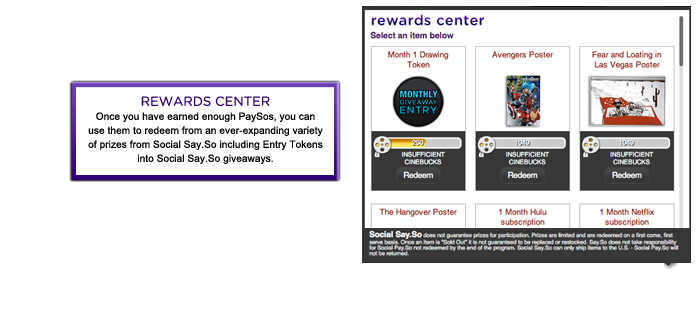 REWARDS CENTER
Once you have earned enough PaySos, you can
use them to redeem from an ever-expanding variety
of prizes from Social Say.So including Entry Tokens
into Social Say.So giveaways.
rewards center
Select an item below
Month 1 Drawing
Token
MONTHLY
GIVEAWAY
ENTRY
250
INSUFFICIENT
CINEBUCKS
Redeem
Avengers Poster
1049
INSUFFICIENT
CINEBUCKS
Redeem
Fear and Loating in
Las Vegas Poster
1049
INSUFFICIENT
CINEBUCKS
Redeem
The Hangover Poster
1 Month Hulu
subscription
1 Month Netflix
subscription
Social Say.So does not guarantee prizes for participation. Prizes are limited and are redeemed on a first come, first
serve basis. Once an item is "Sold Out" it is not guaranteed to be replaced or restocked. Say.So does not take responsibility
for Social Pay.So not redeemed by the end of the program. Social Say.So can only ship items to the U.S. - Social Pay.So will
not be returned.